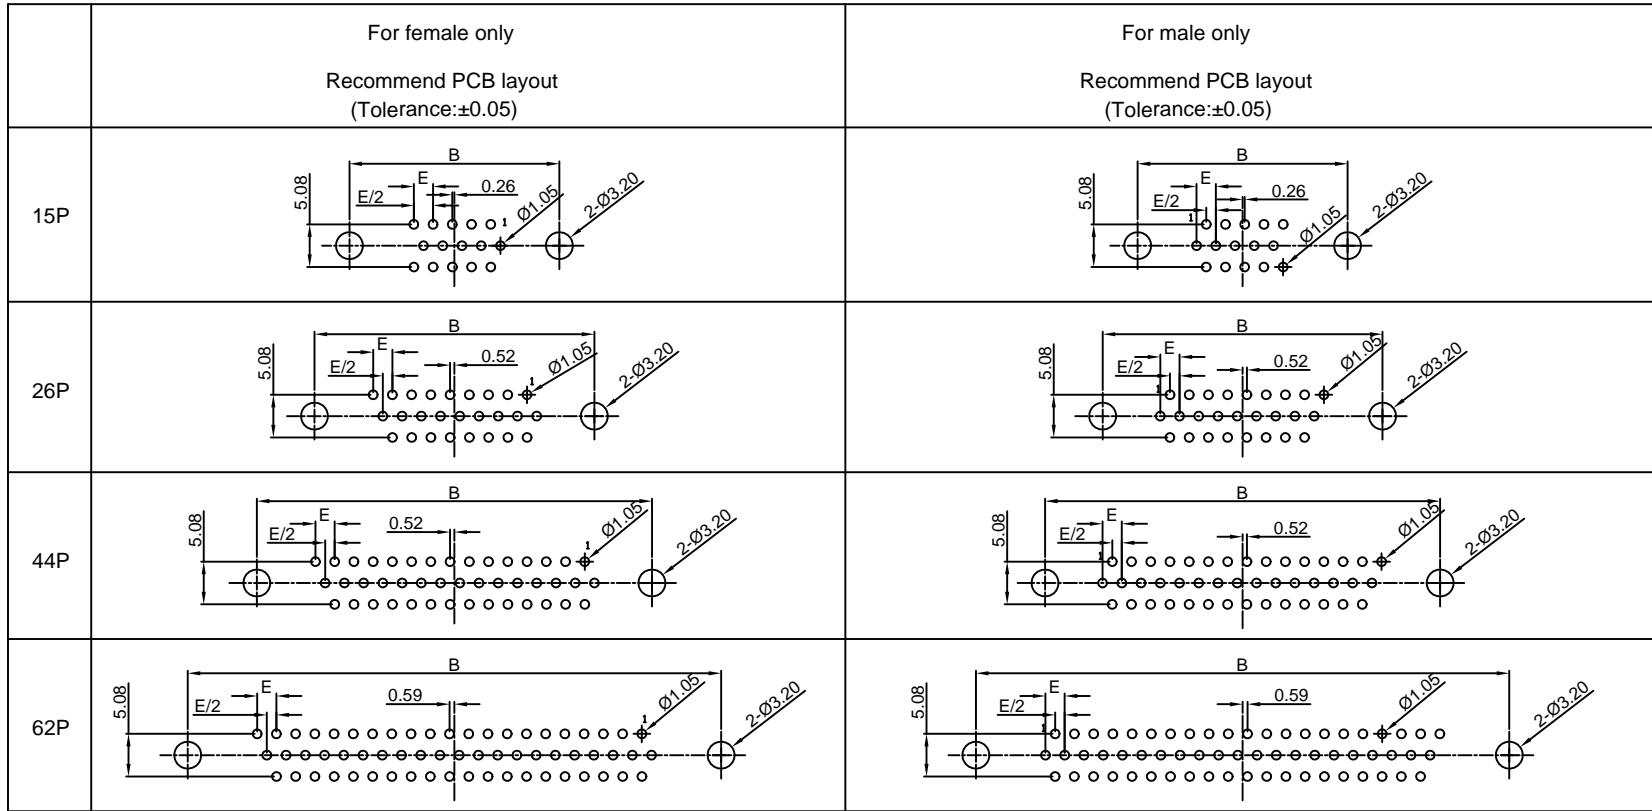 For female only
For male only
Recommend PCB layout
Recommend PCB layout
(Tolerance:±0.05)
(Tolerance:±0.05)
15P
B
5.08
E
E/2
0.26
1
Ø1.05
2-Ø3.20
B
5.08
E
E/2
0.26
1
Ø1.05
2-Ø3.20
26P
B
5.08
E
E/2
0.52
1
Ø1.05
2-Ø3.20
B
5.08
E
E/2
0.52
1
Ø1.05
2-Ø3.20
44P
B
5.08
E
E/2
0.52
1
Ø1.05
2-Ø3.20
B
5.08
E
E/2
0.52
1
Ø1.05
2-Ø3.20
62P
B
5.08
E
E/2
0.59
1
Ø1.05
2-Ø3.20
B
5.08
E
E/2
0.59
1
Ø1.05
2-Ø3.20